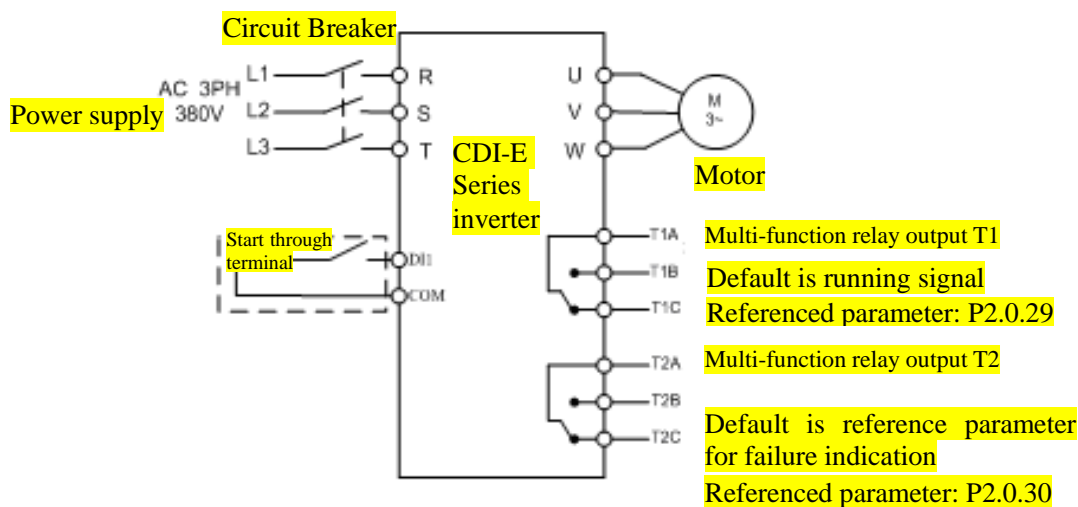 Circuit Breaker
AC 3PH
380V
Power supply
L1
L2
L3
R
S
T
U
V
W
M
3~
Motor
CDI-E
Series
inverter
Start through
terminal
DI1
COM
T1A
T1B
T1C
Multi-function relay output T1
Default is running signal
Referenced parameter: P2.0.29
T2A
T2B
T2C
Multi-function relay output T2
Default is reference parameter
for failure indication
Referenced parameter: P2.0.30